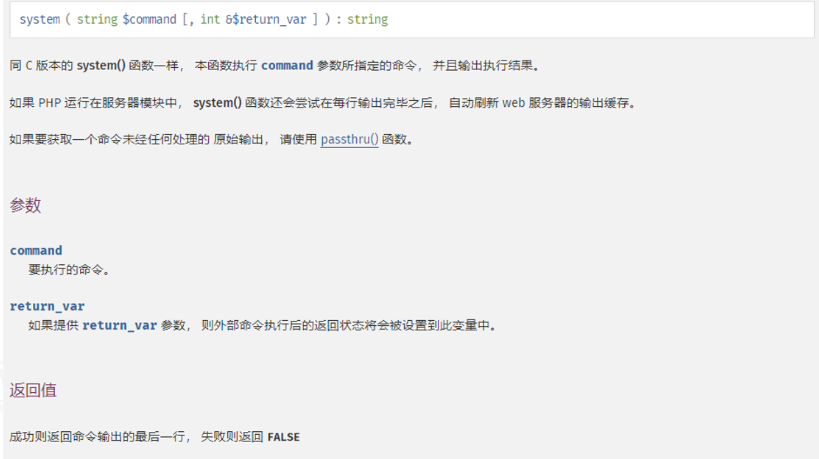 system ( string $command [, int &$return_var ] ) : string
同 C 版本的 system() 函数一样， 本函数执行 command 参数所指定的命令， 并且输出执行结果。
如果 PHP 运行在服务器模块中， system() 函数还会尝试在每行输出完毕之后， 自动刷新 web 服务器的输出缓存。
如果要获取一个命令未经任何处理的 原始输出， 请使用 passthru() 函数。
参数
command
要执行的命令。
return_var
如果提供 return_var 参数， 则外部命令执行后的返回状态将会被设置到此变量中。
返回值
成功则返回命令输出的最后一行， 失败则返回 FALSE